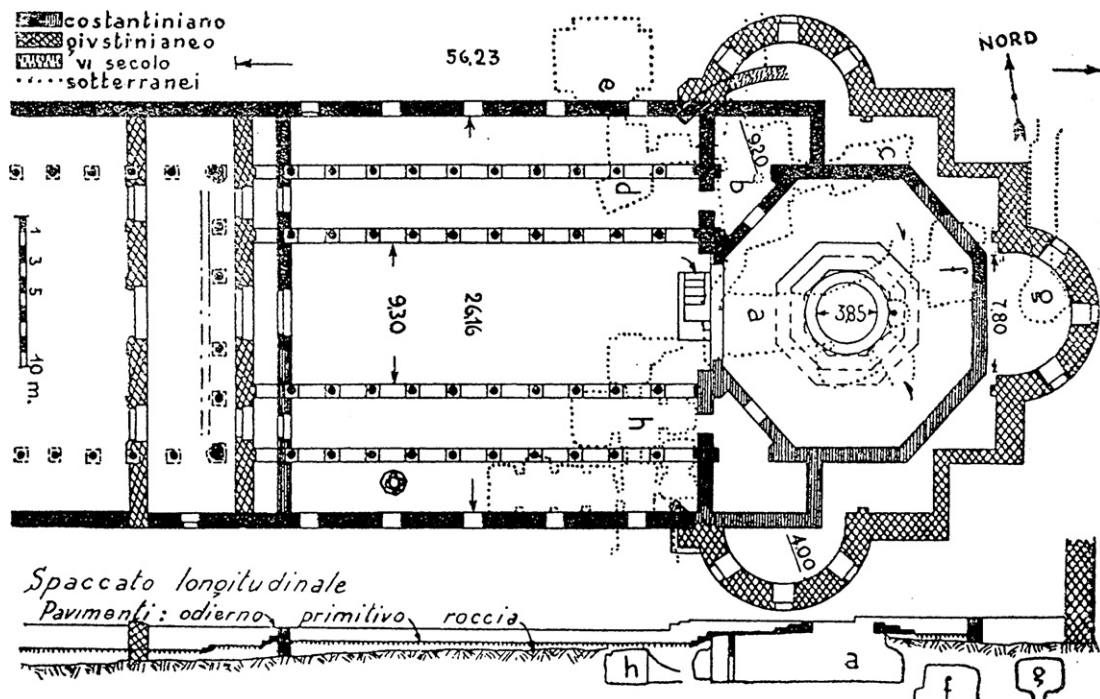 costantiniano
givstinianeo
VI secolo
sotterranei
56,23
NORD
e
9.20
b
c
d
1
3
5
10 m.
9.30
26.16
a
3,85
f
7.80
g
h
4.00
Spaccato longitudinale
Pavimenti: odierno primitivo roccia
h
a
f
g